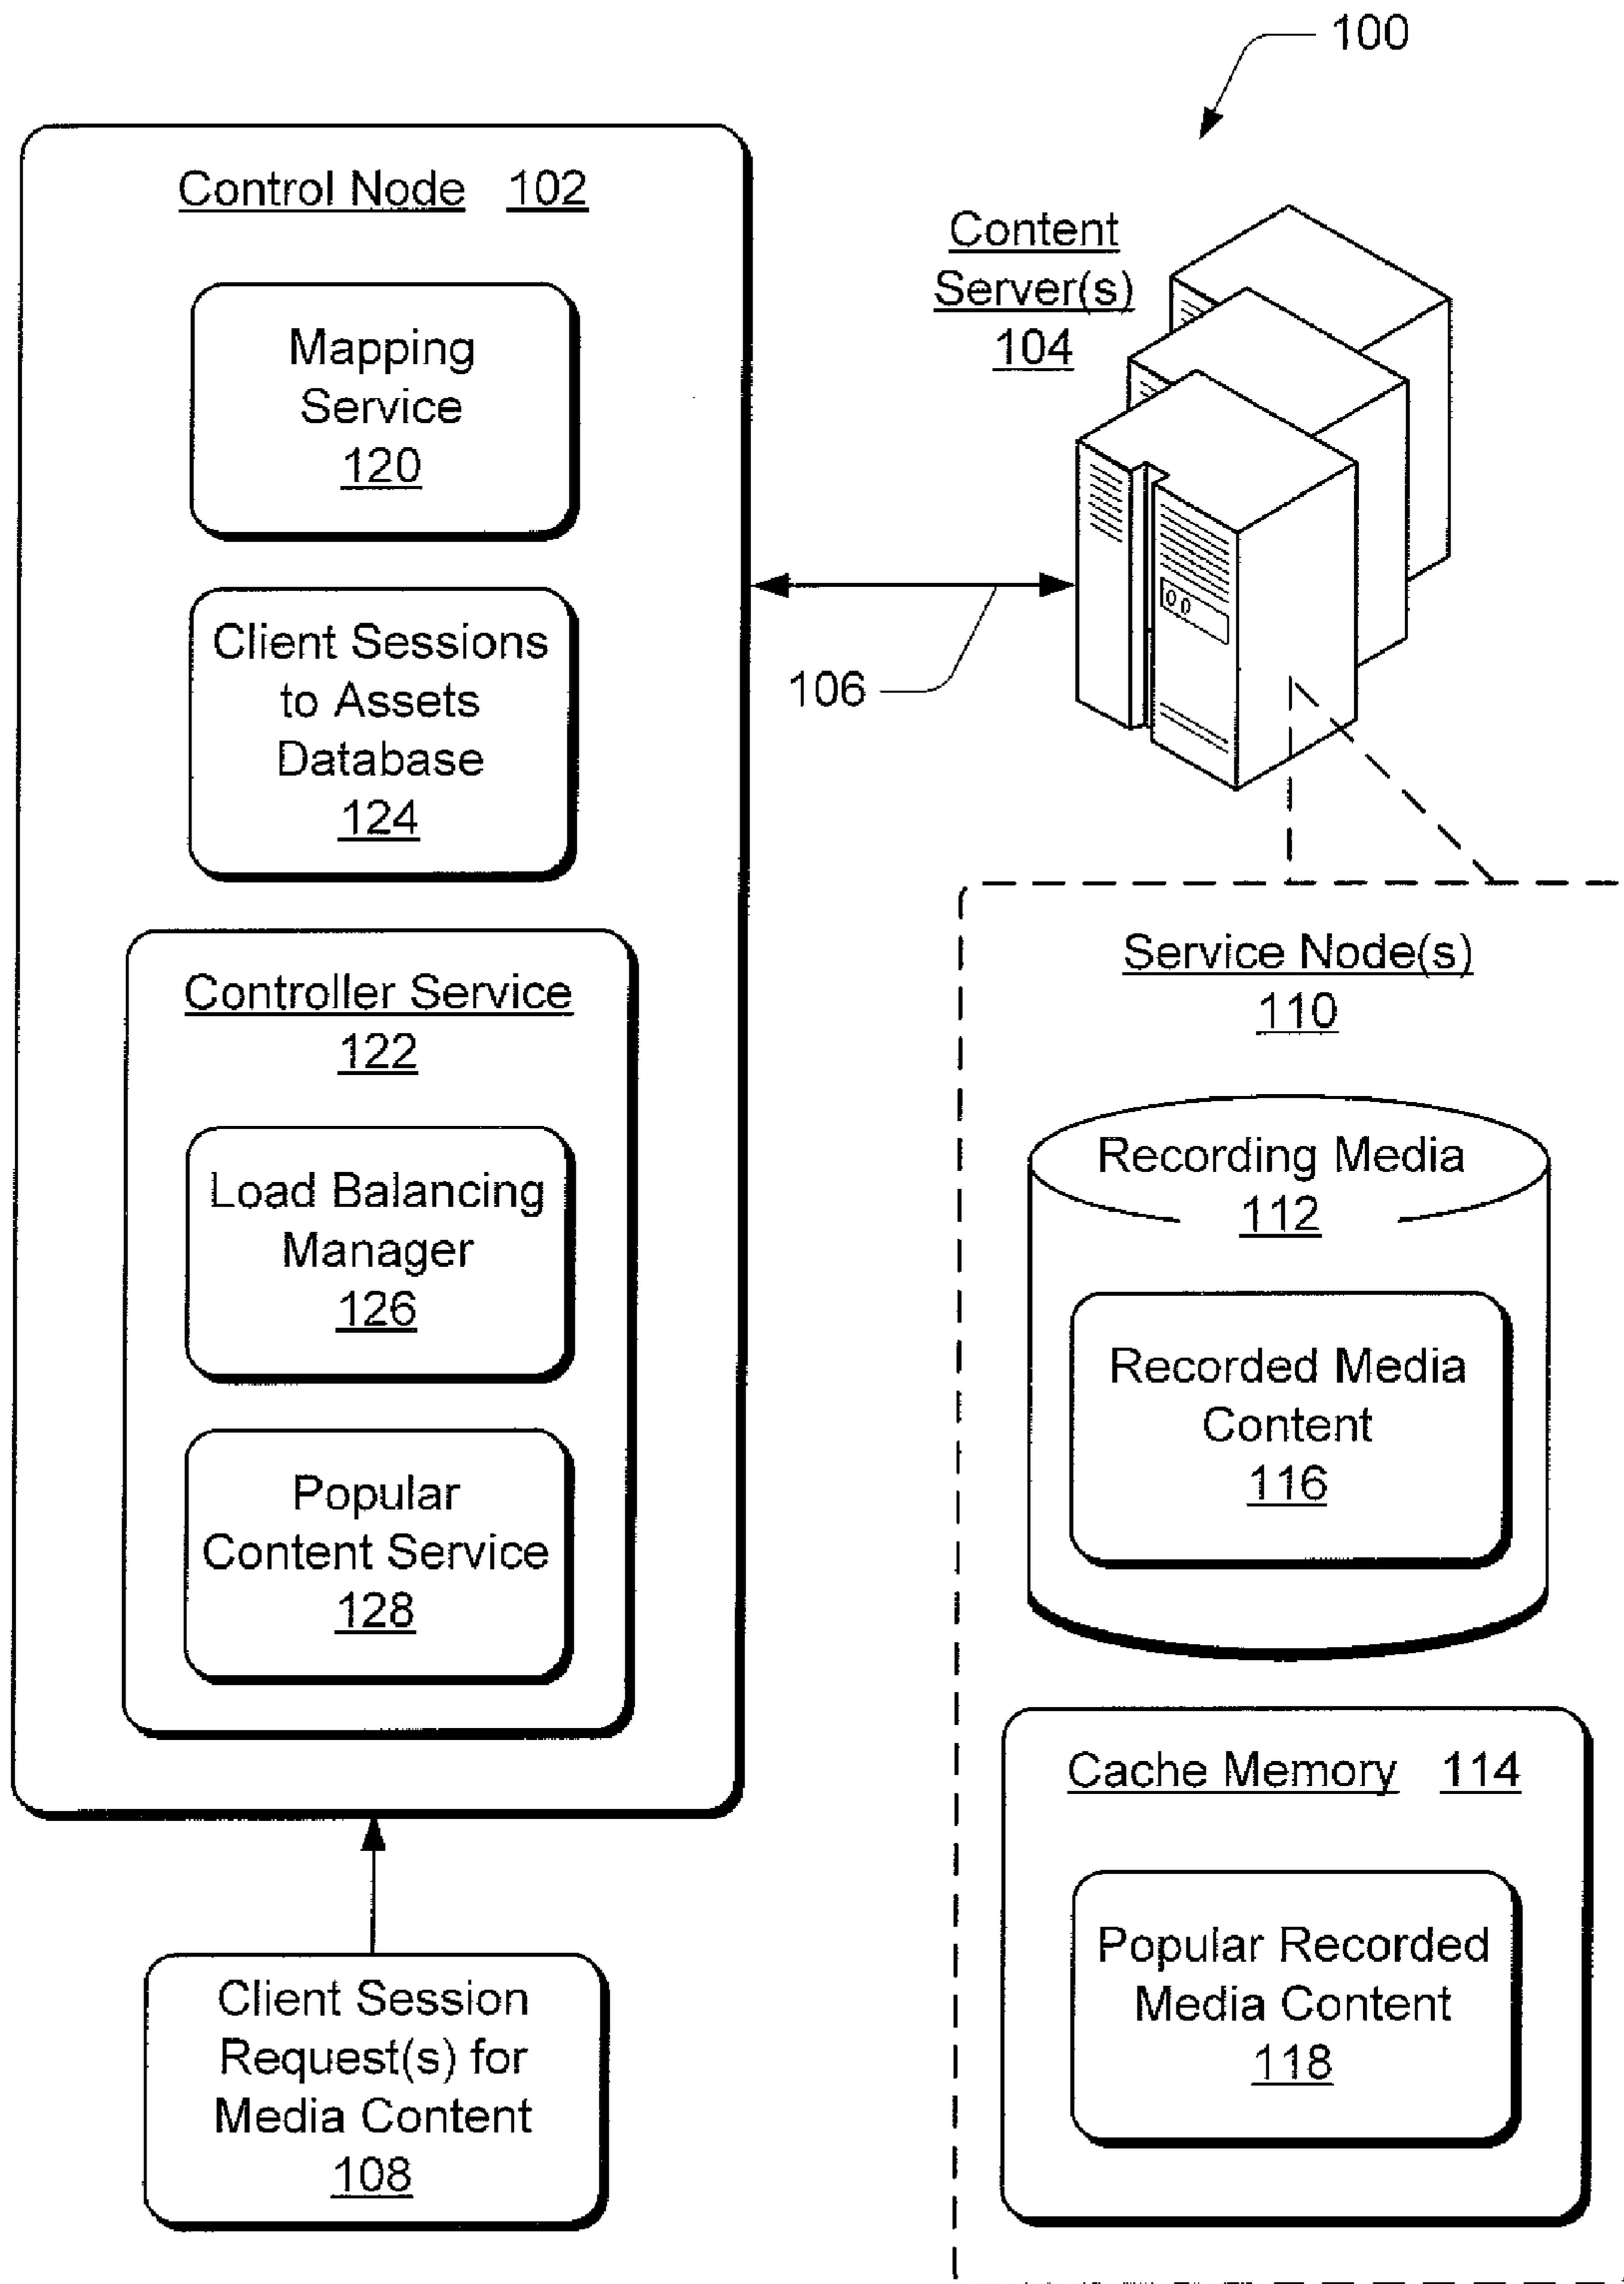 100
Control Node 102
Mapping
Service
120
Client Sessions
to Assets
Database
124
Controller Service
122
Load Balancing
Manager
126
Popular
Content Service
128
Client Session
Request(s) for
Media Content
108
Content
Server(s)
104
106
Service Node(s)
110
Recording Media
112
Recorded Media
Content
116
Cache Memory 114
Popular Recorded
Media Content
118